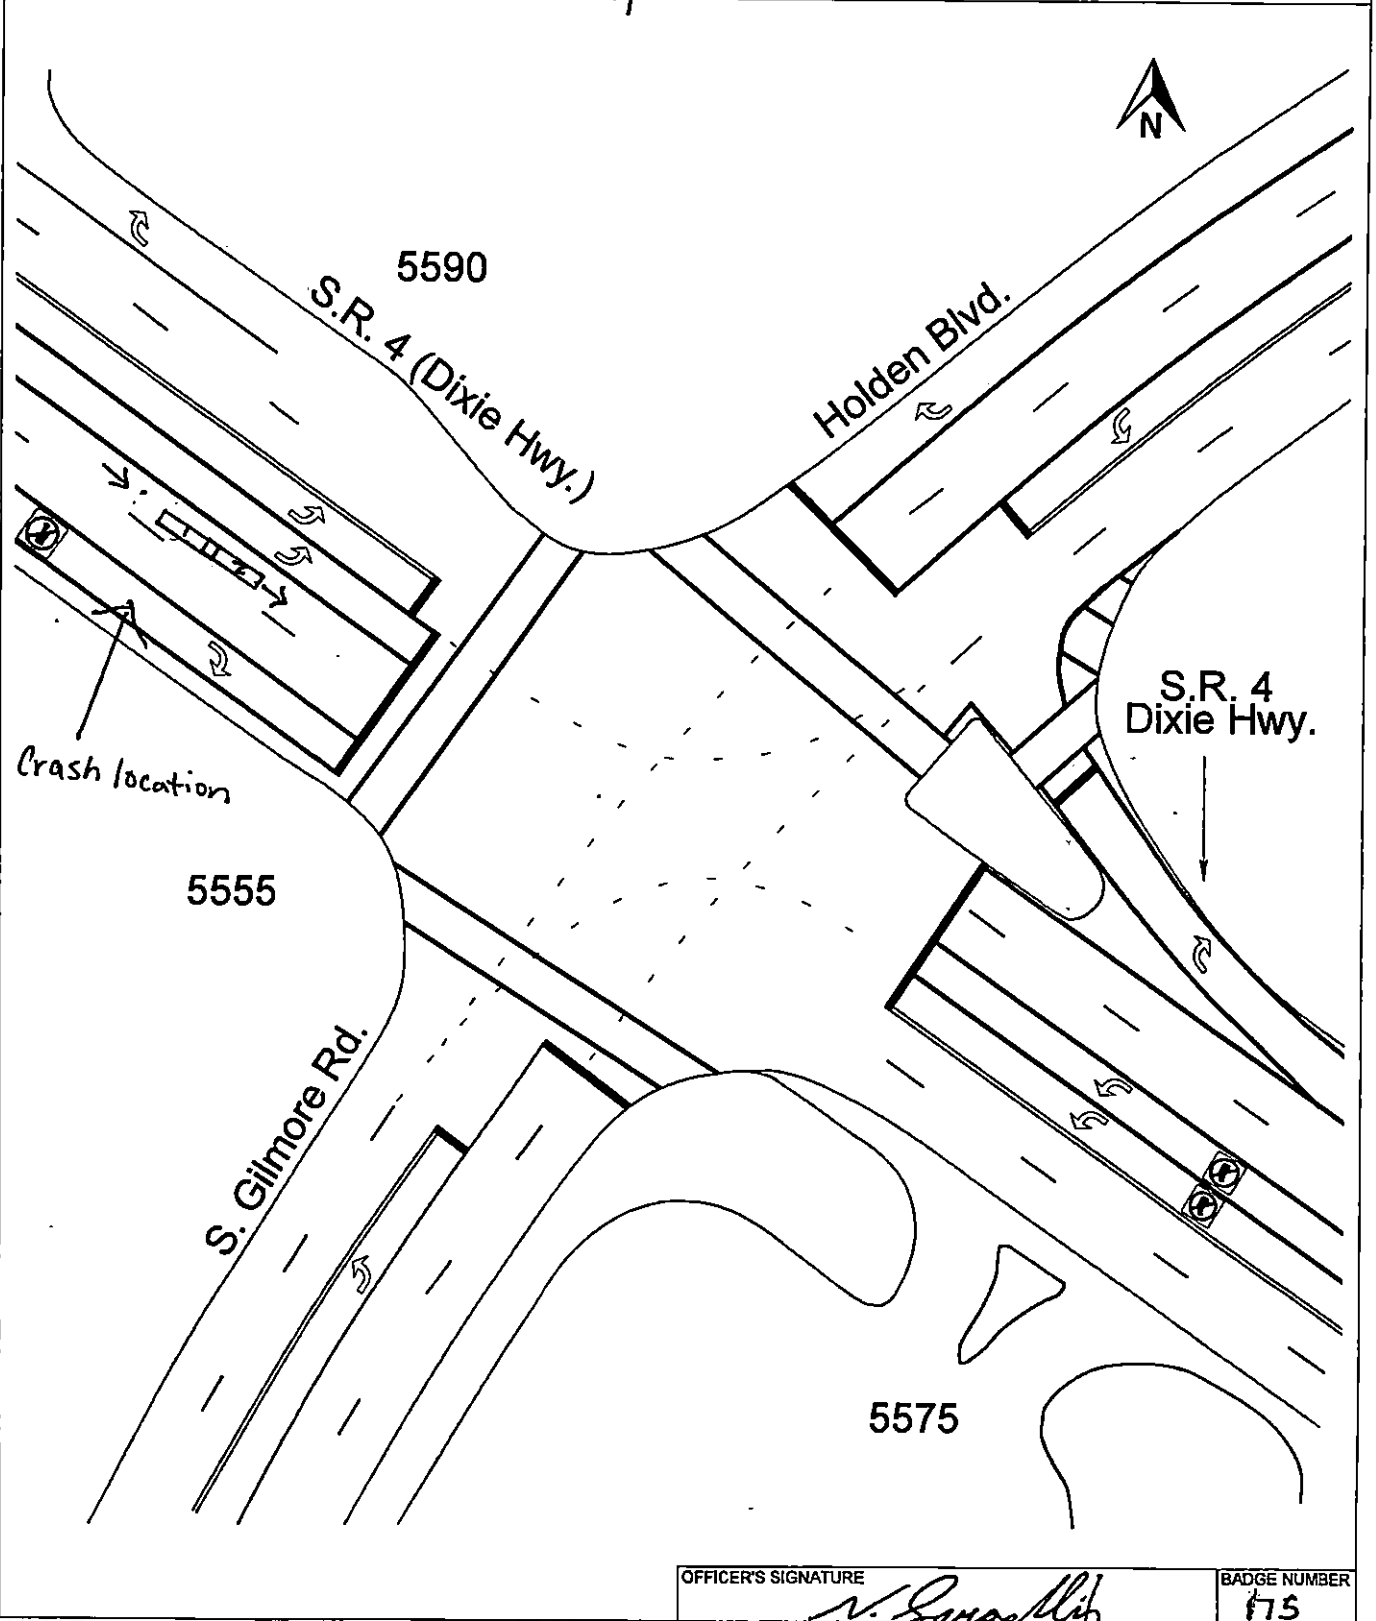 N
5590
S.R. 4 (Dixie Hwy.)
Holden Blvd.
S.R. 4
Dixie Hwy.
Crash location
5555
S. Gilmore Rd.
5575
OFFICER'S SIGNATURE
BADGE NUMBER
N.
175